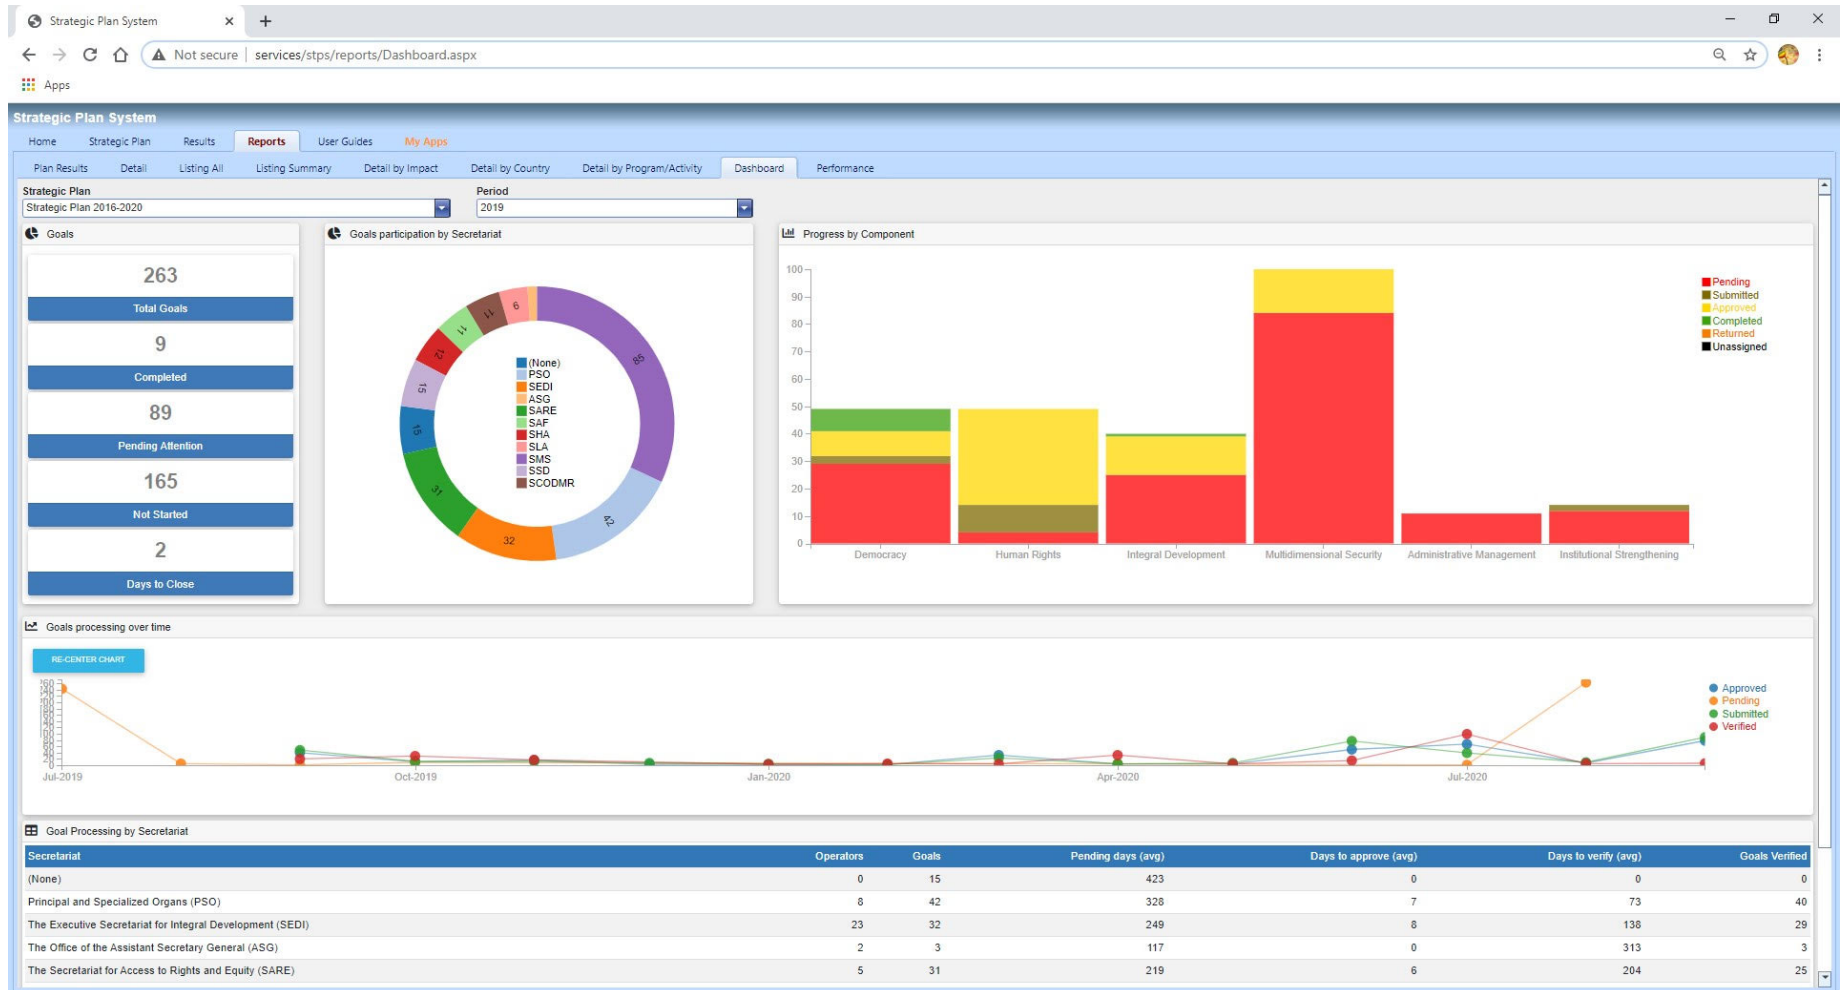 Strategic Plan System
Not secure | services/stps/reports/Dashboard.aspx
Apps
Strategic Plan System
Home Strategic Plan Results Reports User Guides My Apps
Plan Results Detail Listing All Listing Summary Detail by Impact Detail by Country Detail by Program/Activity Dashboard Performance
Strategic Plan Period
Strategic Plan 2016-2020 2019
Goals
263
Total Goals
9
Completed
89
Pending Attention
165
Not Started
2
Days to Close
Goals participation by Secretariat
85
42
32
31
15
15
12
11
11
9
(None)
PSO
SEDI
ASG
SARE
SAF
SHA
SLA
SMS
SSD
SCODMR
Progress by Component
100
90
80
70
60
50
40
30
20
10
0
Democracy Human Rights Integral Development Multidimensional Security Administrative Management Institutional Strengthening
Pending
Submitted
Approved
Completed
Returned
Unassigned
Goals processing over time
RE-CENTER CHART
Jul-2019 Oct-2019 Jan-2020 Apr-2020 Jul-2020
Approved
Pending
Submitted
Verified
Goal Processing by Secretariat
Secretariat Operators Goals Pending days (avg) Days to approve (avg) Days to verify (avg) Goals Verified
(None) 0 15 423 0 0 0
Principal and Specialized Organs (PSO) 8 42 328 7 73 40
The Executive Secretariat for Integral Development (SEDI) 23 32 249 8 138 29
The Office of the Assistant Secretary General (ASG) 2 3 117 0 313 3
The Secretariat for Access to Rights and Equity (SARE) 5 31 219 6 204 25